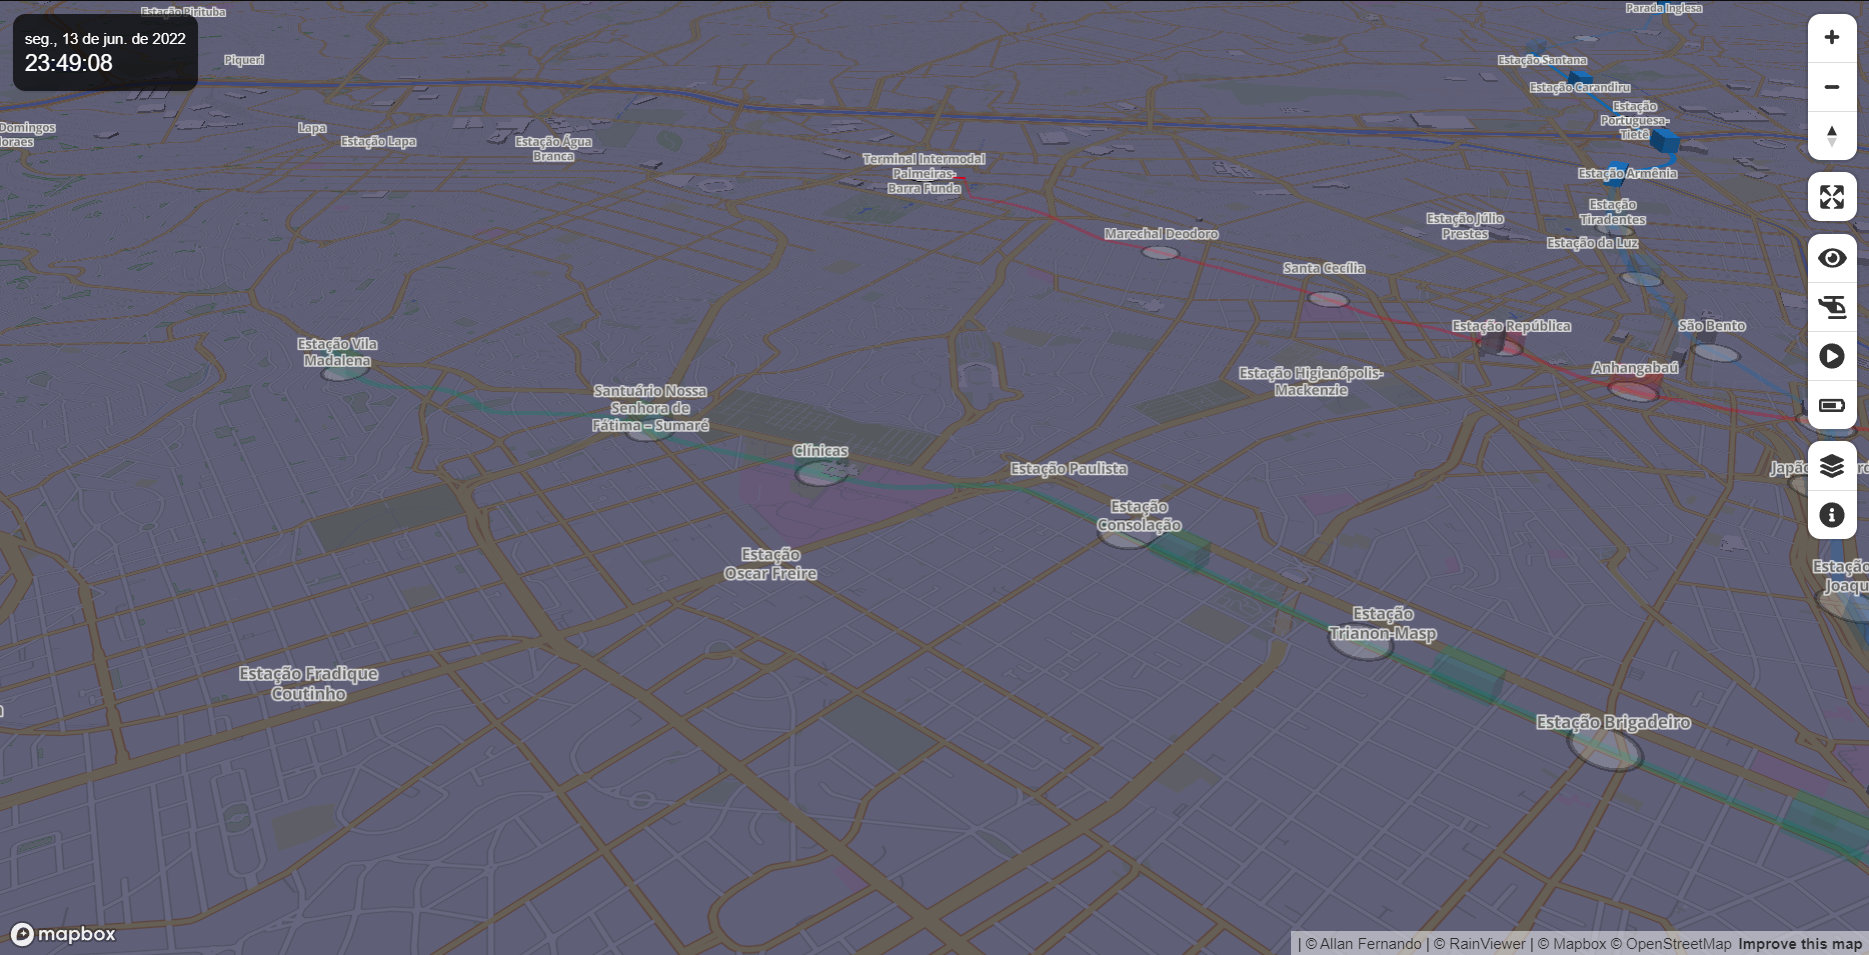 Estação Pirituba
Parada Inglesa
seg., 13 de jun. de 2022
23:49:08
Piqueri
Estação Santana
Estação Carandiru
Estação
Portuguesa-
Tietê
Domingos
Lapa
Estação Lapa
Estação Água
Branca
Terminal Intermodal
Palmeiras-
Barra Funda
Estação Armênia
Estação
Tiradentes
Estação Júlio
Prestes
Estação da Luz
Marechal Deodoro
Santa Cecília
Estação República
São Bento
Estação Vila
Madalena
Anhangabaú
Estação Higienópolis-
Mackenzie
Santuário Nossa
Senhora de
Fátima – Sumaré
Clínicas
Estação Paulista
Estação
Consolação
Estação
Oscar Freire
Estação
Estação
Trianon-Masp
Estação Fradique
Coutinho
Estação Brigadeiro
mapbox
| © Allan Fernando | © RainViewer | © Mapbox © OpenStreetMap Improve this map